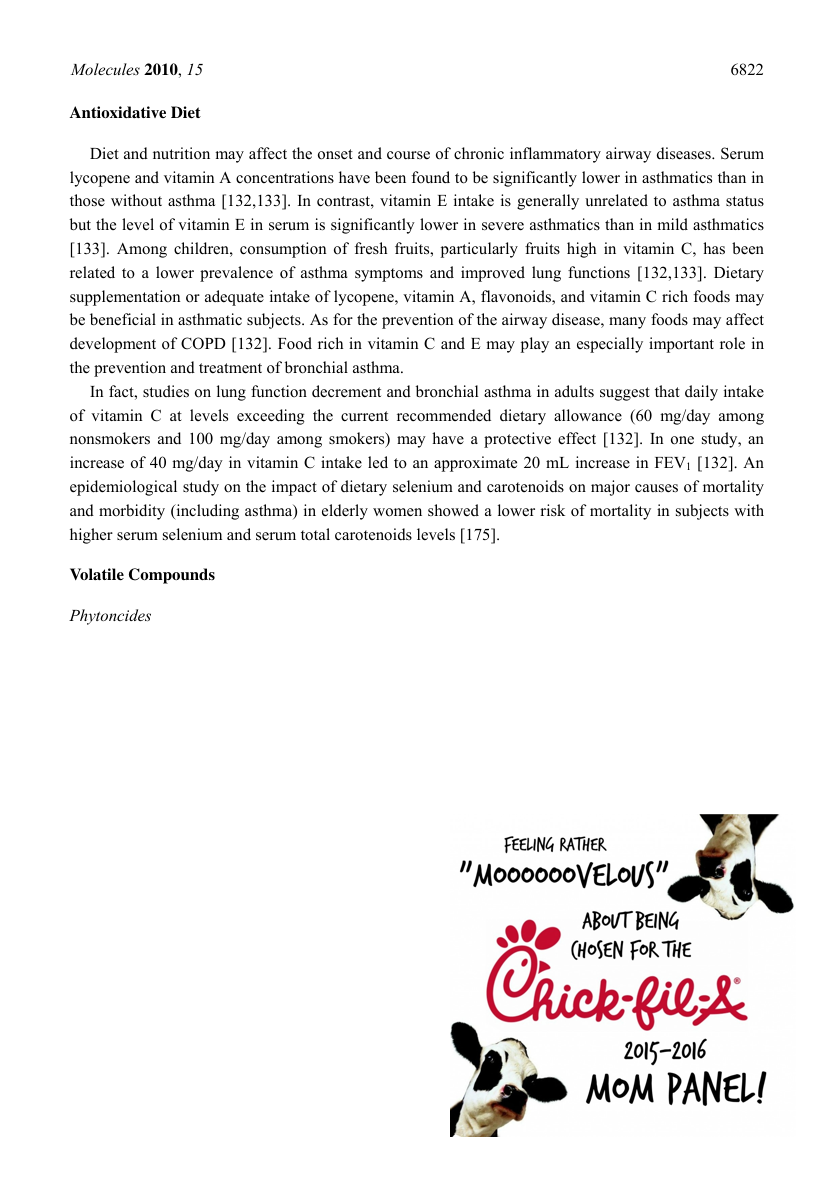 Molecules 2010, 15 6822
Antioxidative Diet
Diet and nutrition may affect the onset and course of chronic inflammatory airway diseases. Serum
lycopene and vitamin A concentrations have been found to be significantly lower in asthmatics than in
those without asthma [132,133]. In contrast, vitamin E intake is generally unrelated to asthma status
but the level of vitamin E in serum is significantly lower in severe asthmatics than in mild asthmatics
[133]. Among children, consumption of fresh fruits, particularly fruits high in vitamin C, has been
related to a lower prevalence of asthma symptoms and improved lung functions [132,133]. Dietary
supplementation or adequate intake of lycopene, vitamin A, flavonoids, and vitamin C rich foods may
be beneficial in asthmatic subjects. As for the prevention of the airway disease, many foods may affect
development of COPD [132]. Food rich in vitamin C and E may play an especially important role in
the prevention and treatment of bronchial asthma.
In fact, studies on lung function decrement and bronchial asthma in adults suggest that daily intake
of vitamin C at levels exceeding the current recommended dietary allowance (60 mg/day among
nonsmokers and 100 mg/day among smokers) may have a protective effect [132]. In one study, an
increase of 40 mg/day in vitamin C intake led to an approximate 20 mL increase in FEV1 [132]. An
epidemiological study on the impact of dietary selenium and carotenoids on major causes of mortality
and morbidity (including asthma) in elderly women showed a lower risk of mortality in subjects with
higher serum selenium and serum total carotenoids levels [175].
Volatile Compounds
Phytoncides
FEELING RATHER
"MOOOOOOVELOUS"
ABOUT BEING
CHOSEN FOR THE
Chick-fil-A®
2015-2016
MOM PANEL!